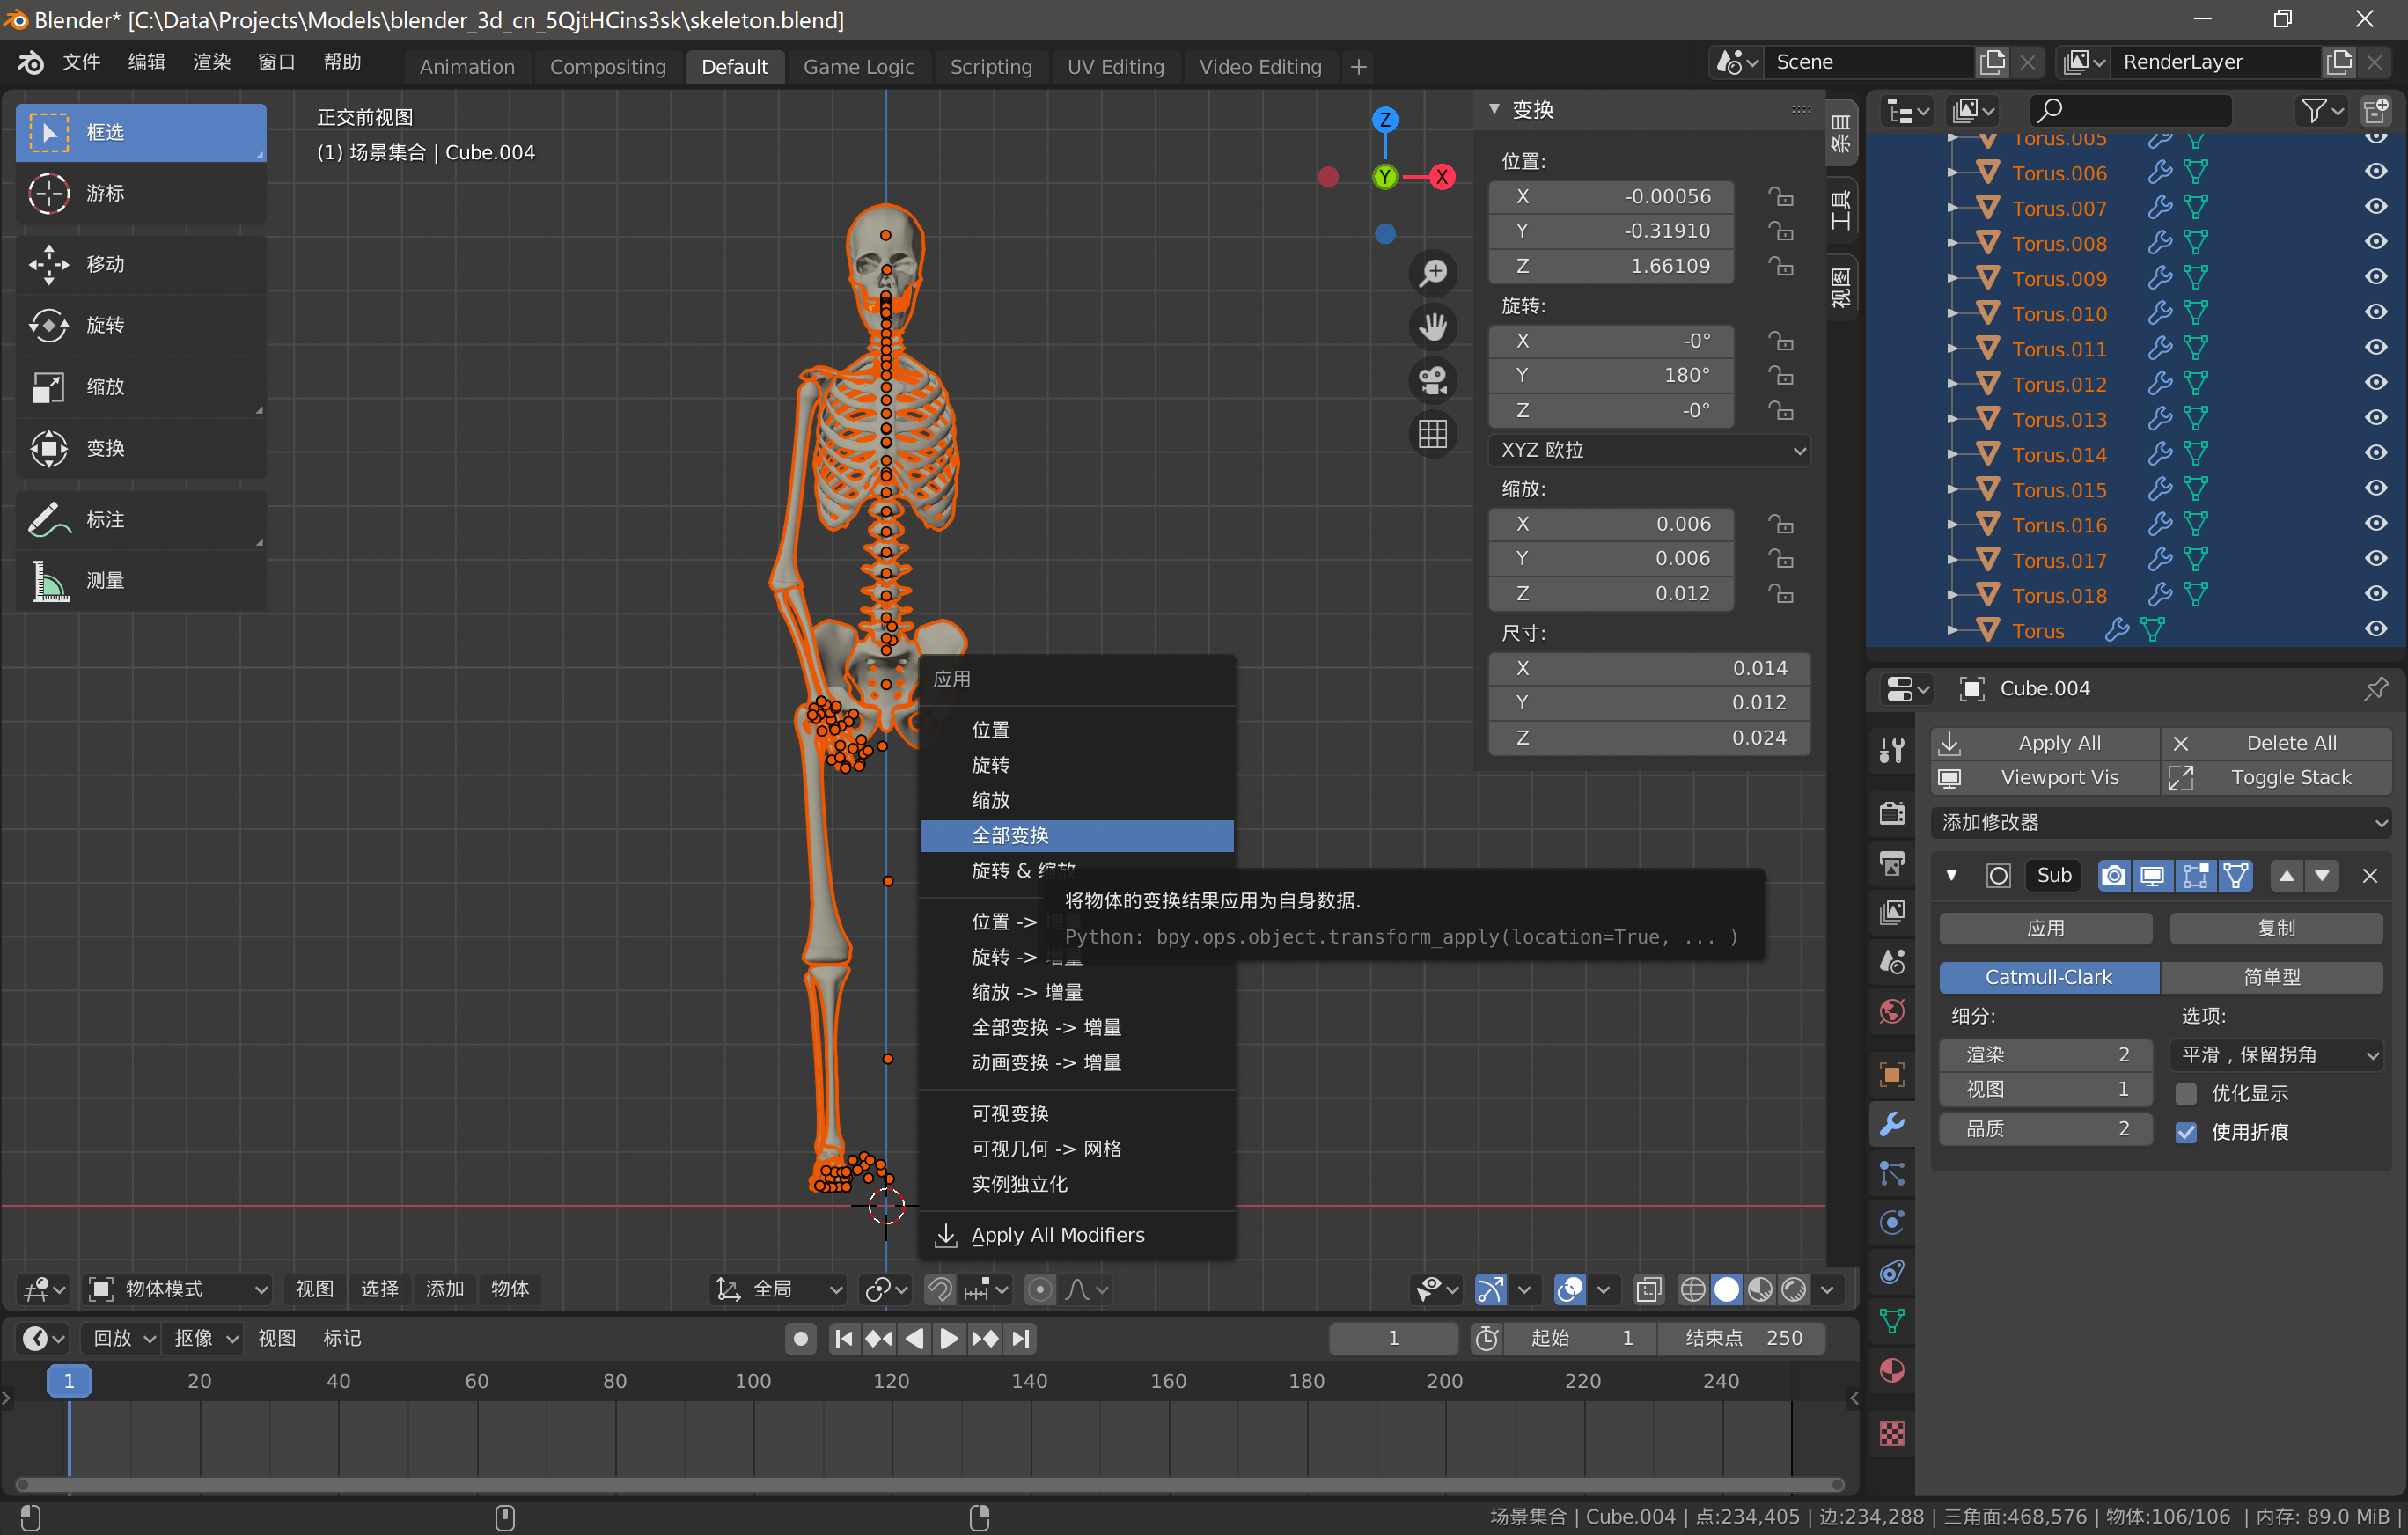 Blender* [C:\Data\Projects\Models\blender_3d_cn_5QjtHCins3sk\skeleton.blend]
文件 编辑 渲染 窗口 帮助 Animation Compositing Default Game Logic Scripting UV Editing Video Editing + Scene RenderLayer
框选
游标
移动
旋转
缩放
变换
标注
测量
正交前视图
(1) 场景集合 | Cube.004
Z
Y
X
变换
位置:
X -0.00056
Y -0.31910
Z 1.66109
旋转:
X -0°
Y 180°
Z -0°
XYZ 欧拉
缩放:
X 0.006
Y 0.006
Z 0.012
尺寸:
X 0.014
Y 0.012
Z 0.024
条目
工具
视图
Torus.005
Torus.006
Torus.007
Torus.008
Torus.009
Torus.010
Torus.011
Torus.012
Torus.013
Torus.014
Torus.015
Torus.016
Torus.017
Torus.018
Torus
应用
位置
旋转
缩放
全部变换
旋转 & 缩放
位置 -> 增量
旋转 -> 增量
缩放 -> 增量
全部变换 -> 增量
动画变换 -> 增量
可视变换
可视几何 -> 网格
实例独立化
Apply All Modifiers
将物体的变换结果应用为自身数据.
Python: bpy.ops.object.transform_apply(location=True, ... )
Cube.004
Apply All Delete All
Viewport Vis Toggle Stack
添加修改器
Sub
应用 复制
Catmull-Clark 简单型
细分: 选项:
渲染 2 平滑，保留拐角
视图 1 优化显示
品质 2 使用折痕
物体模式 视图 选择 添加 物体 全局
回放 抠像 视图 标记 1 起始 1 结束点 250
1 20 40 60 80 100 120 140 160 180 200 220 240
场景集合 | Cube.004 | 点:234,405 | 边:234,288 | 三角面:468,576 | 物体:106/106 | 内存: 89.0 MiB